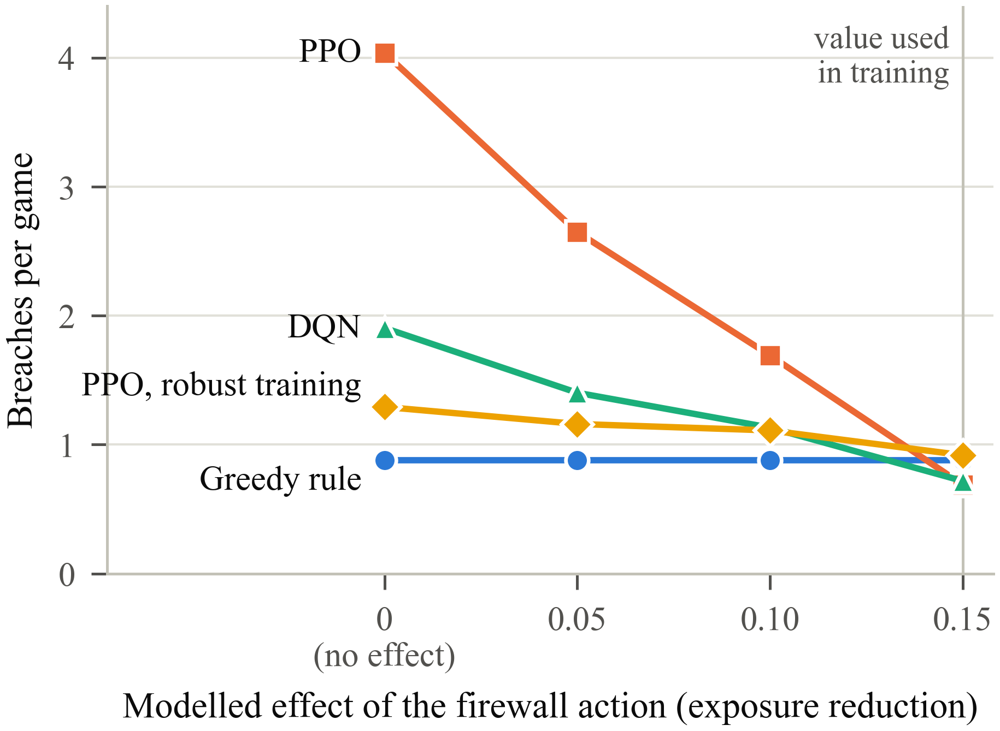 value used
in training
PPO
DQN
PPO, robust training
Greedy rule
Breaches per game
4
3
2
1
0
0
0.05
0.10
0.15
(no effect)
Modelled effect of the firewall action (exposure reduction)